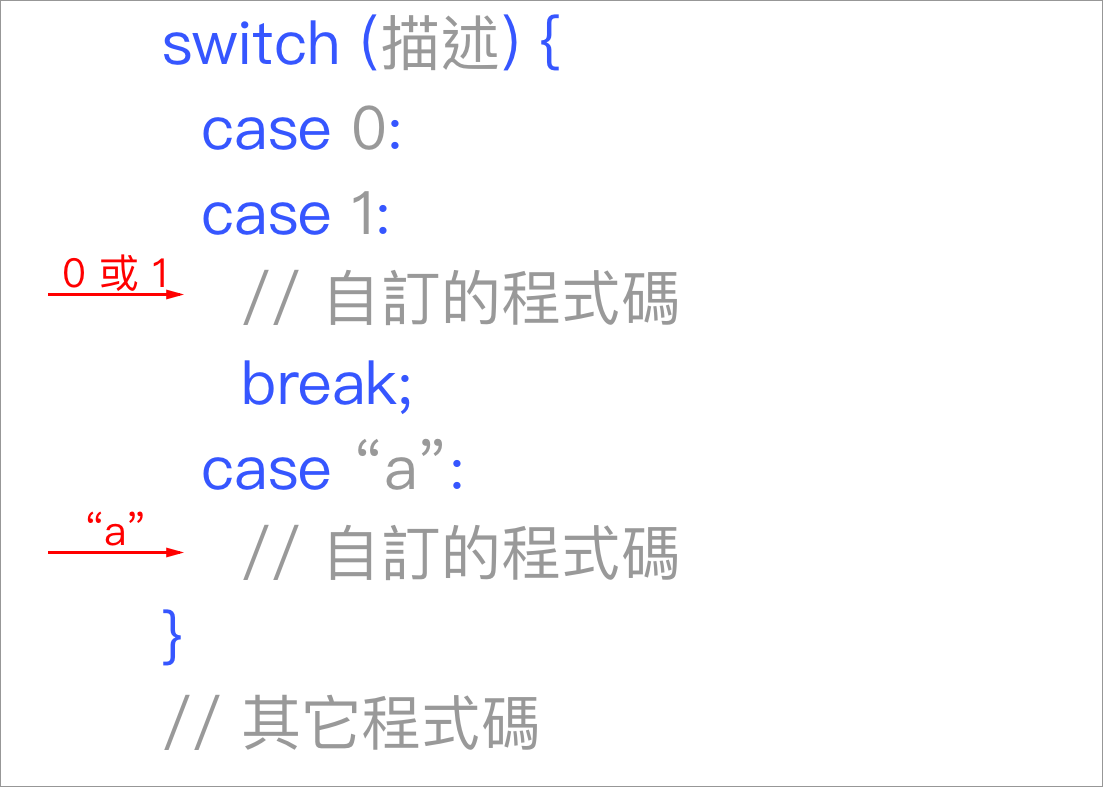 switch (描述) {
case 0:
case 1:
0 或 1
// 自訂的程式碼
break;
case “a”:
“a”
// 自訂的程式碼
}
// 其它程式碼